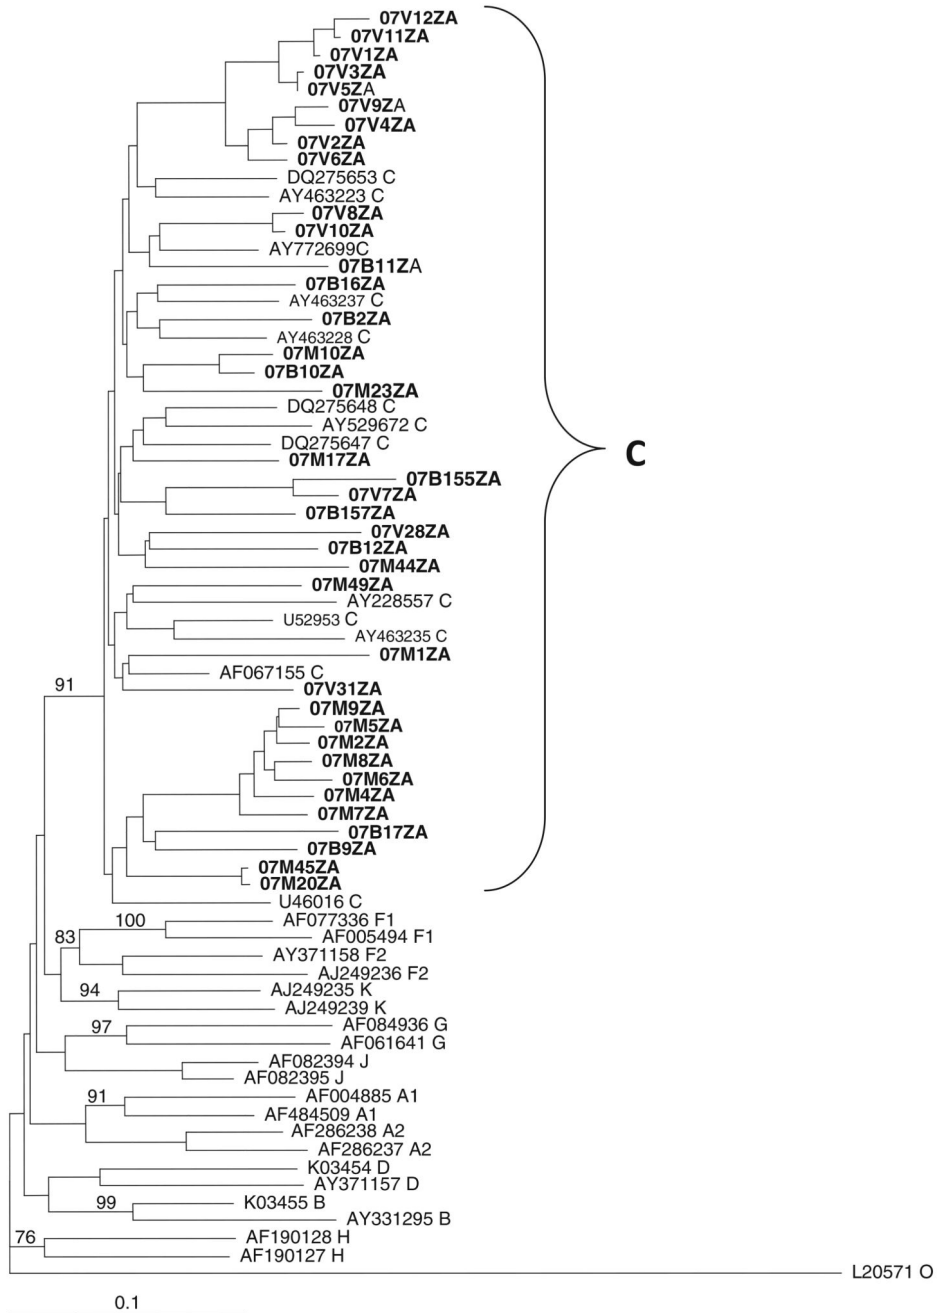 07V12ZA
07V11ZA
07V1ZA
07V3ZA
07V5ZA
07V9ZA
07V4ZA
07V2ZA
07V6ZA
DQ275653 C
AY463223 C
07V8ZA
07V10ZA
AY772699C
07B11ZA
07B16ZA
AY463237 C
07B2ZA
AY463228 C
07M10ZA
07B10ZA
07M23ZA
DQ275648 C
AY529672 C
DQ275647 C
C
07M17ZA
07B155ZA
07V7ZA
07B157ZA
07V28ZA
07B12ZA
07M44ZA
07M49ZA
AY228557 C
U52953 C
AY463235 C
07M1ZA
AF067155 C
91
07V31ZA
07M9ZA
07M5ZA
07M2ZA
07M8ZA
07M6ZA
07M4ZA
07M7ZA
07B17ZA
07B9ZA
07M45ZA
07M20ZA
U46016 C
100
AF077336 F1
83
AF005494 F1
AY371158 F2
AJ249236 F2
94
AJ249235 K
AJ249239 K
97
AF084936 G
AF061641 G
AF082394 J
AF082395 J
91
AF004885 A1
AF484509 A1
AF286238 A2
AF286237 A2
K03454 D
AY371157 D
99
K03455 B
AY331295 B
76
AF190128 H
AF190127 H
L20571 O
0.1